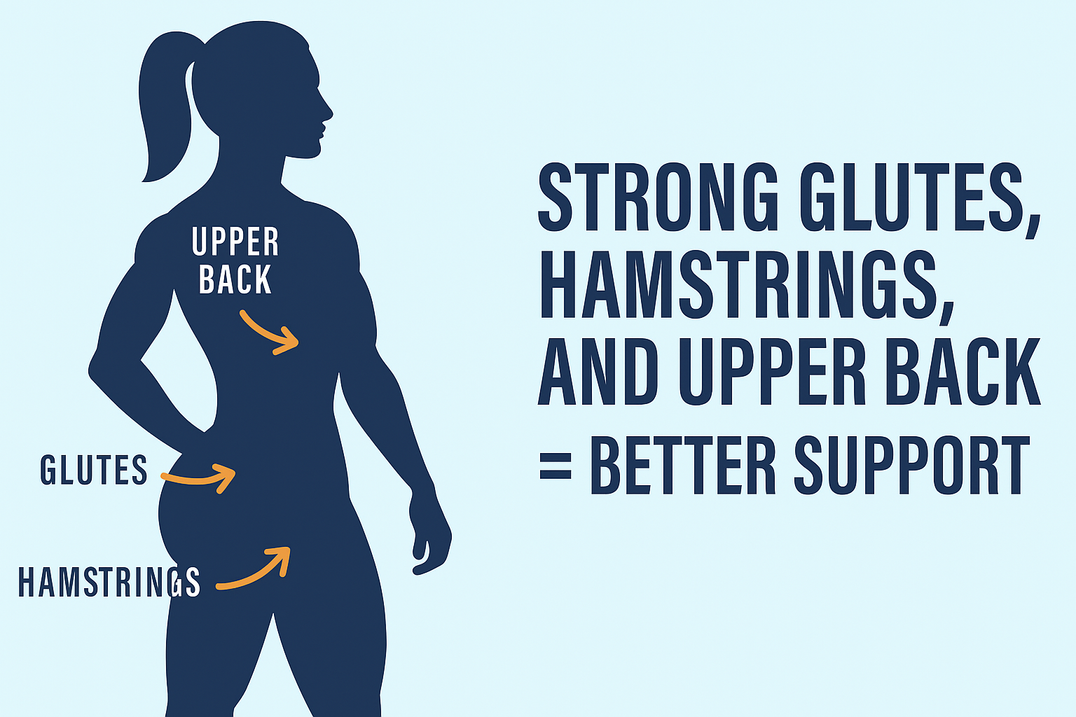 UPPER
BACK
GLUTES
HAMSTRINGS
STRONG GLUTES,
HAMSTRINGS,
AND UPPER BACK
= BETTER SUPPORT